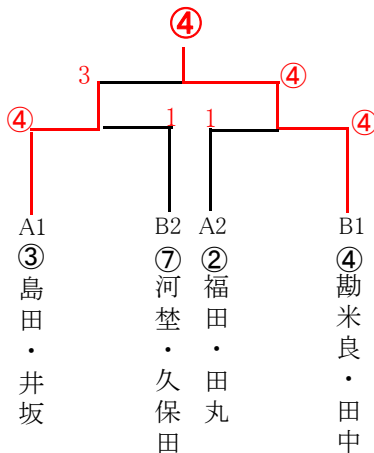 ④
3 ④
④ 1 1 ④
A1 B2 A2 B1
③ ⑦ ② ④
島田・井坂
河埜・久保田
福田・田丸
勘米良・田中